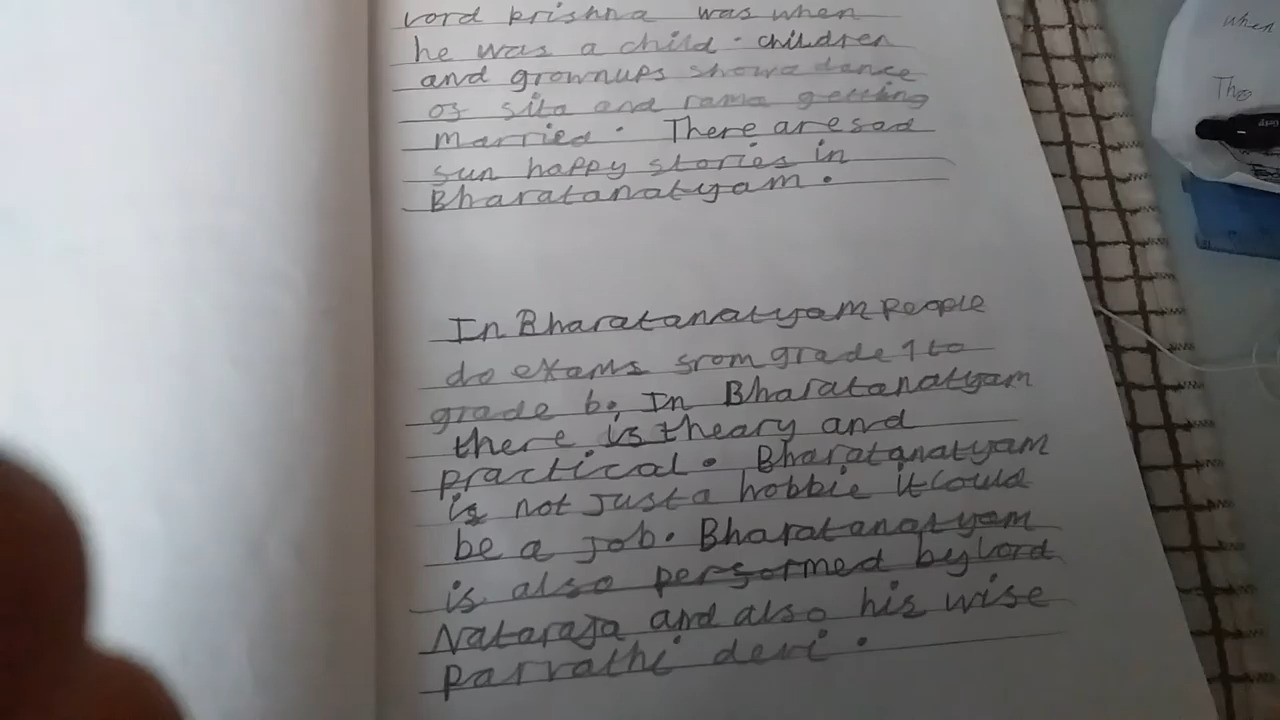 Lord krishna was when
he was a child. children
and grownups show a dance
of sita and rama getting
married. There are sad
fun happy stories in
Bharatanatyam.
In Bharatanatyam people
do exams from grade 1 to
grade 6. In Bharatanatyam
there is theary and
practical. Bharatanatyam
is not just a hobbie it could
be a job. Bharatanatyam
is also performed by Lord
Nataraja and also his wife
parvathi devi.
when
The